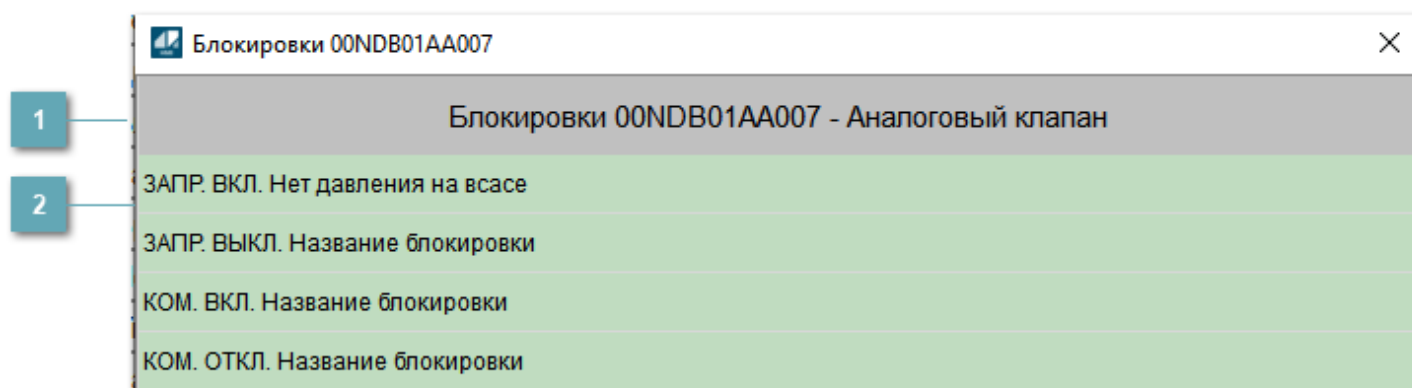 Блокировки 00NDB01AA007
1
Блокировки 00NDB01AA007 - Аналоговый клапан
ЗАПР. ВКЛ. Нет давления на всасе
2
ЗАПР. ВЫКЛ. Название блокировки
КОМ. ВКЛ. Название блокировки
КОМ. ОТКЛ. Название блокировки